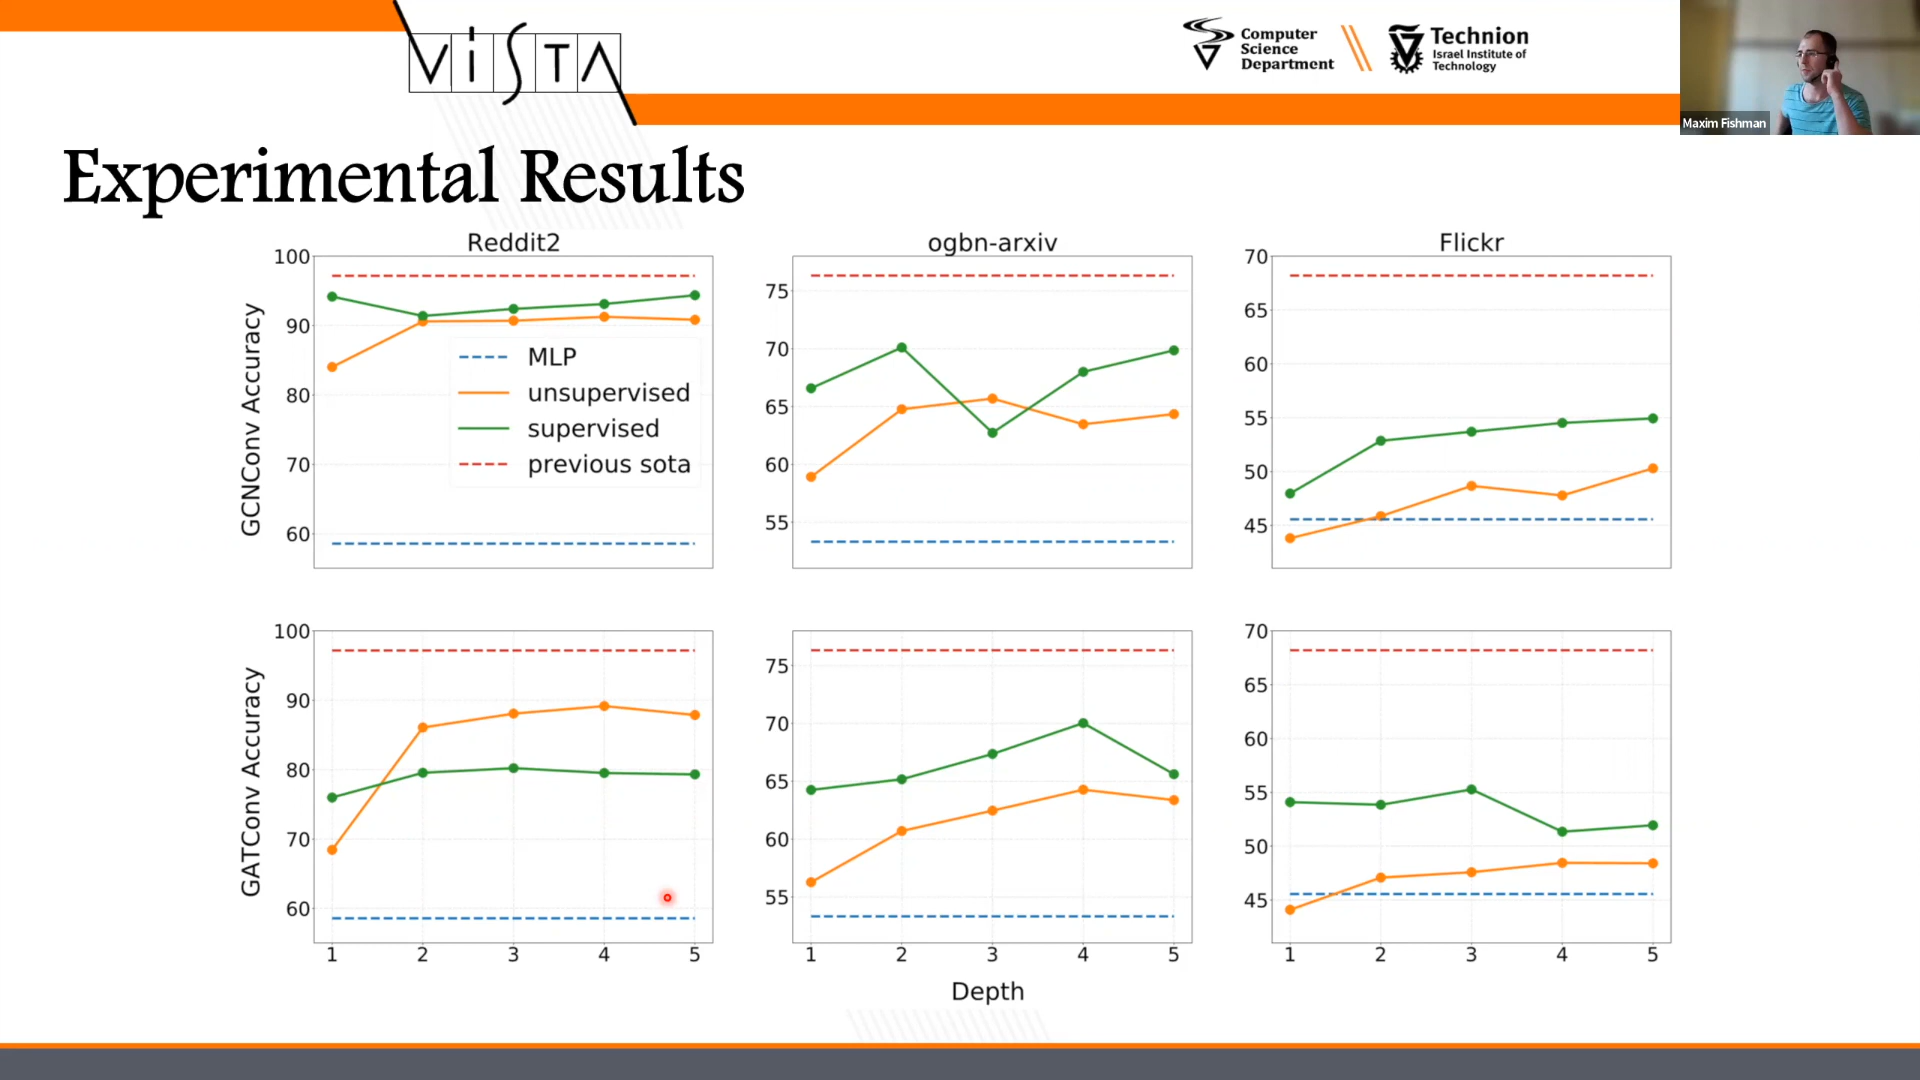 ViSTA
Computer
Science
Department
Technion
Israel Institute of
Technology
Maxim Fishman
Experimental Results
Reddit2
ogbn-arxiv
Flickr
GCNConv Accuracy
100
90
80
70
60
MLP
unsupervised
supervised
previous sota
75
70
65
60
55
70
65
60
55
50
45
GATConv Accuracy
100
90
80
70
60
1 2 3 4 5
75
70
65
60
55
1 2 3 4 5
70
65
60
55
50
45
1 2 3 4 5
Depth